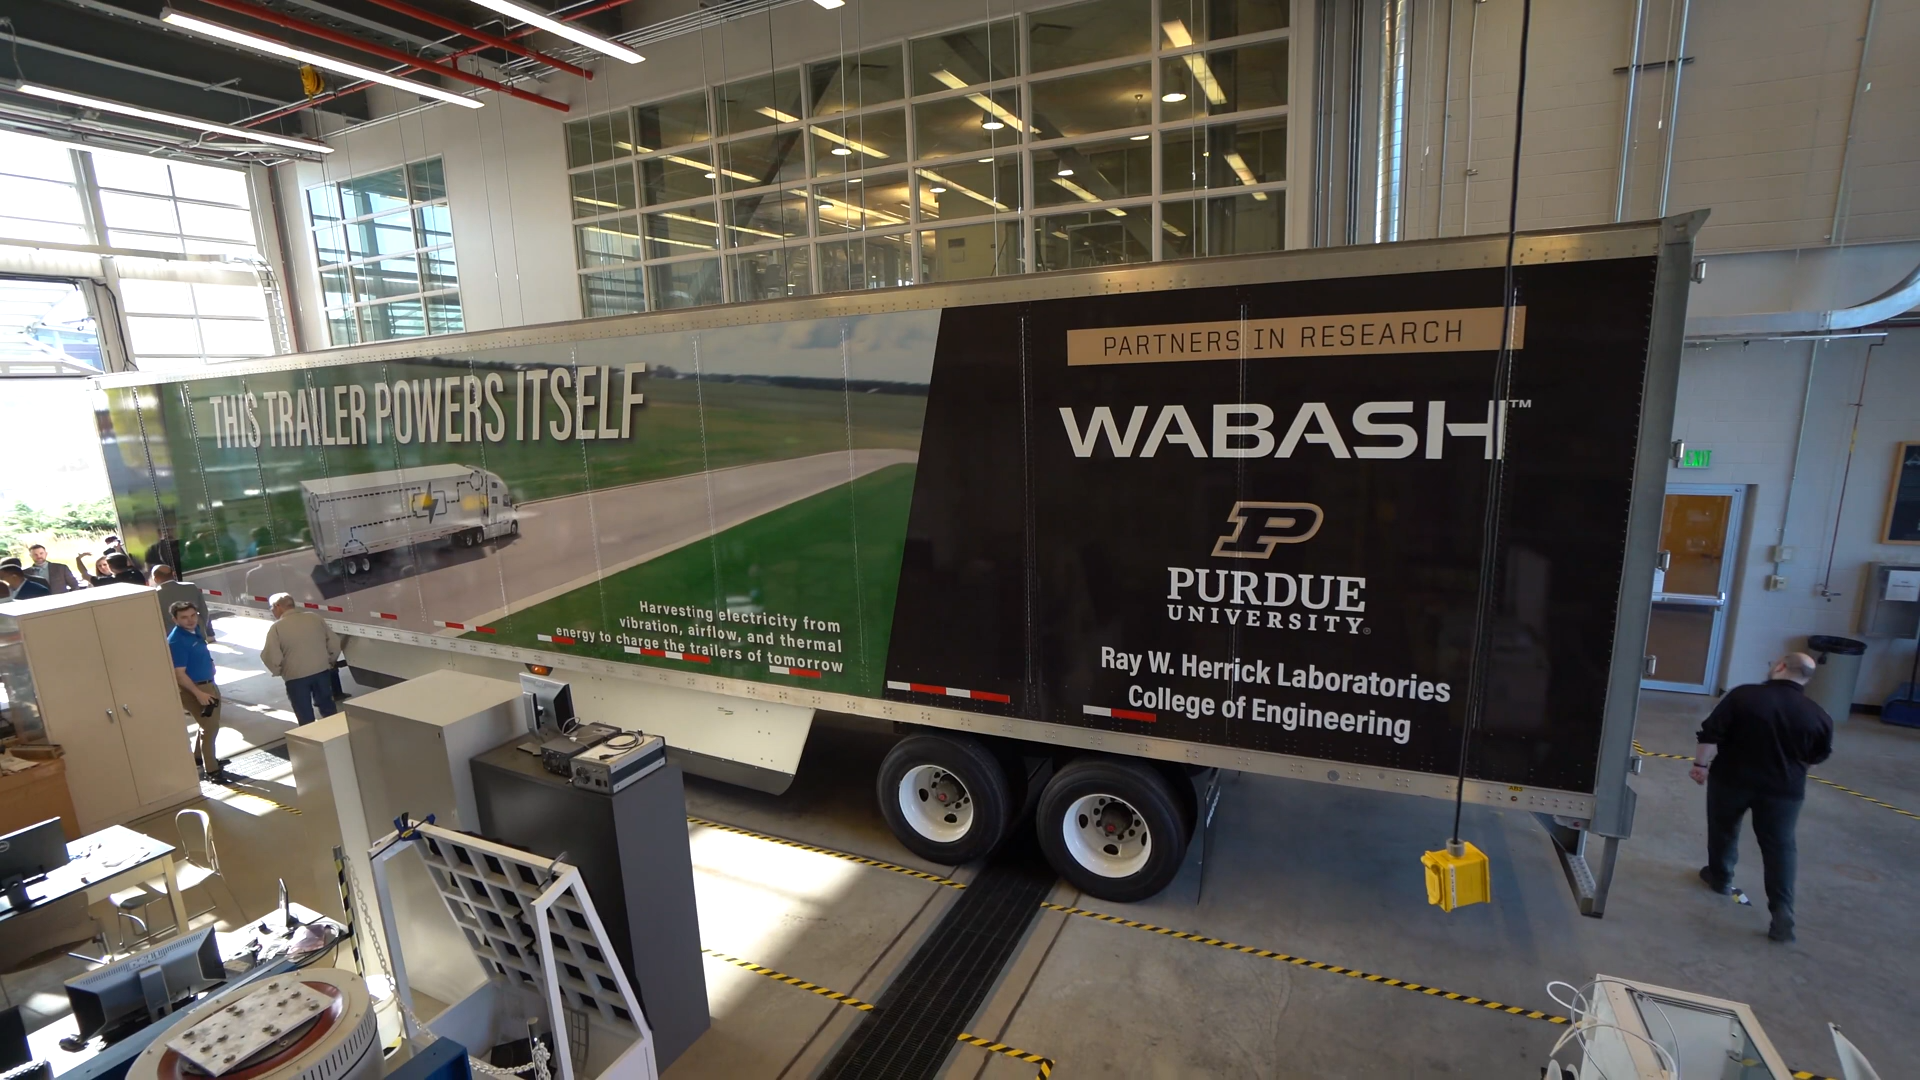 THIS TRAILER POWERS ITSELF
Harvesting electricity from
vibration, airflow, and thermal
energy to charge the trailers of tomorrow
PARTNERS IN RESEARCH
WABASH™
P
PURDUE
UNIVERSITY®
Ray W. Herrick Laboratories
College of Engineering
ABS
EXIT